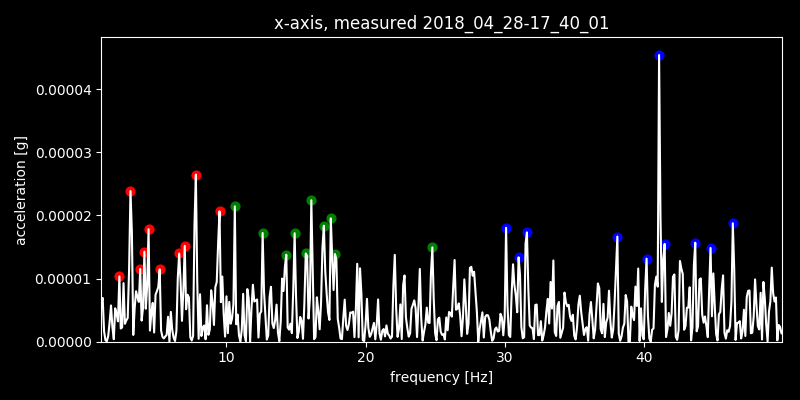 x-axis, measured 2018_04_28-17_40_01
acceleration [g]
0.00004
0.00003
0.00002
0.00001
0.00000
10 20 30 40
frequency [Hz]